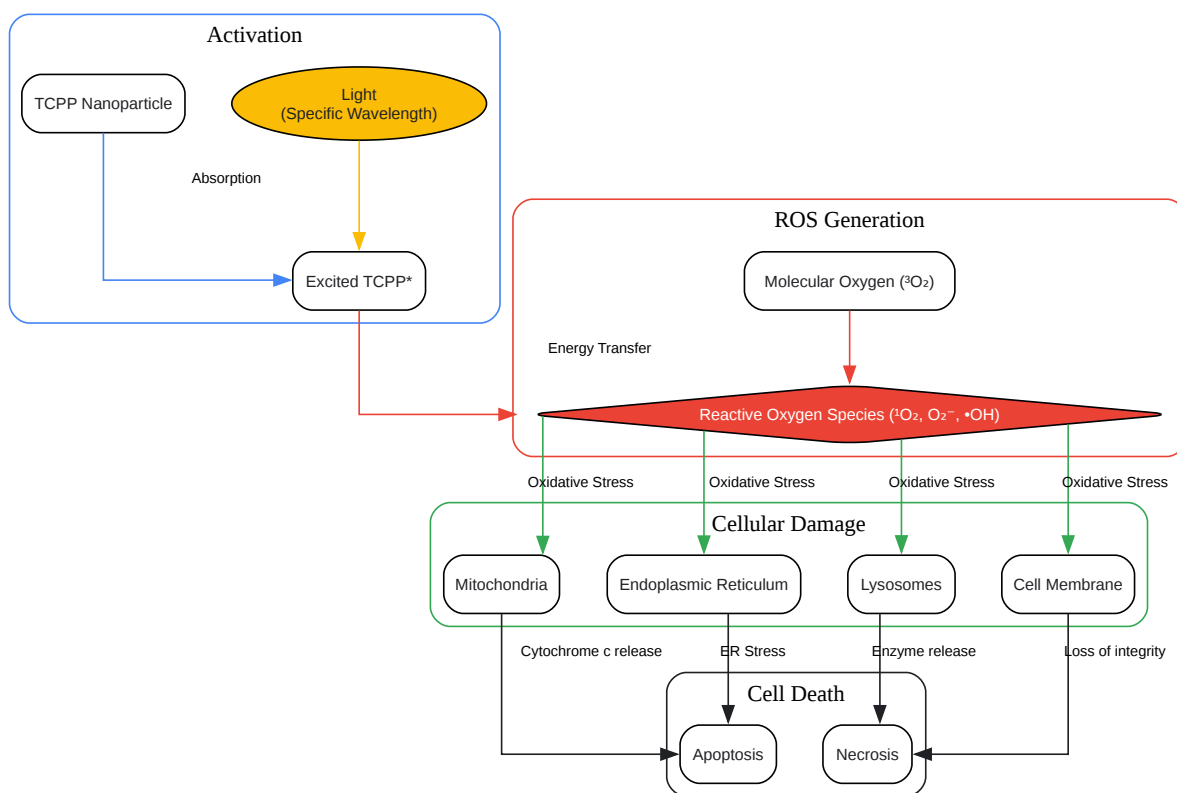 Activation
TCPP Nanoparticle
Light
(Specific Wavelength)
Absorption
Excited TCPP*
ROS Generation
Molecular Oxygen (³O₂)
Energy Transfer
Reactive Oxygen Species (¹O₂, O₂⁻, •OH)
Oxidative Stress
Oxidative Stress
Oxidative Stress
Oxidative Stress
Cellular Damage
Mitochondria
Endoplasmic Reticulum
Lysosomes
Cell Membrane
Cytochrome c release
ER Stress
Enzyme release
Loss of integrity
Cell Death
Apoptosis
Necrosis